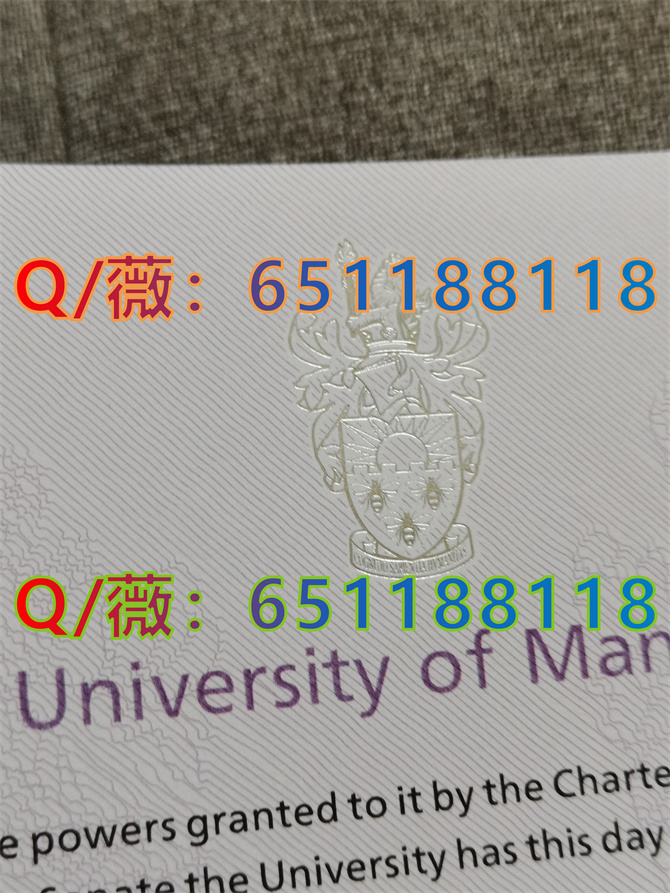 Q/薇：651188118
Q/薇：651188118
University of Man
e powers granted to it by the Charte
Senate the University has this day